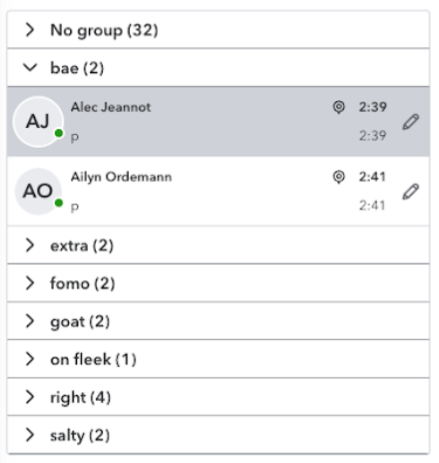 No group (32)
bae (2)
AJ
Alec Jeannot
2:39
p
2:39
AO
Ailyn Ordemann
2:41
p
2:41
extra (2)
fomo (2)
goat (2)
on fleek (1)
right (4)
salty (2)